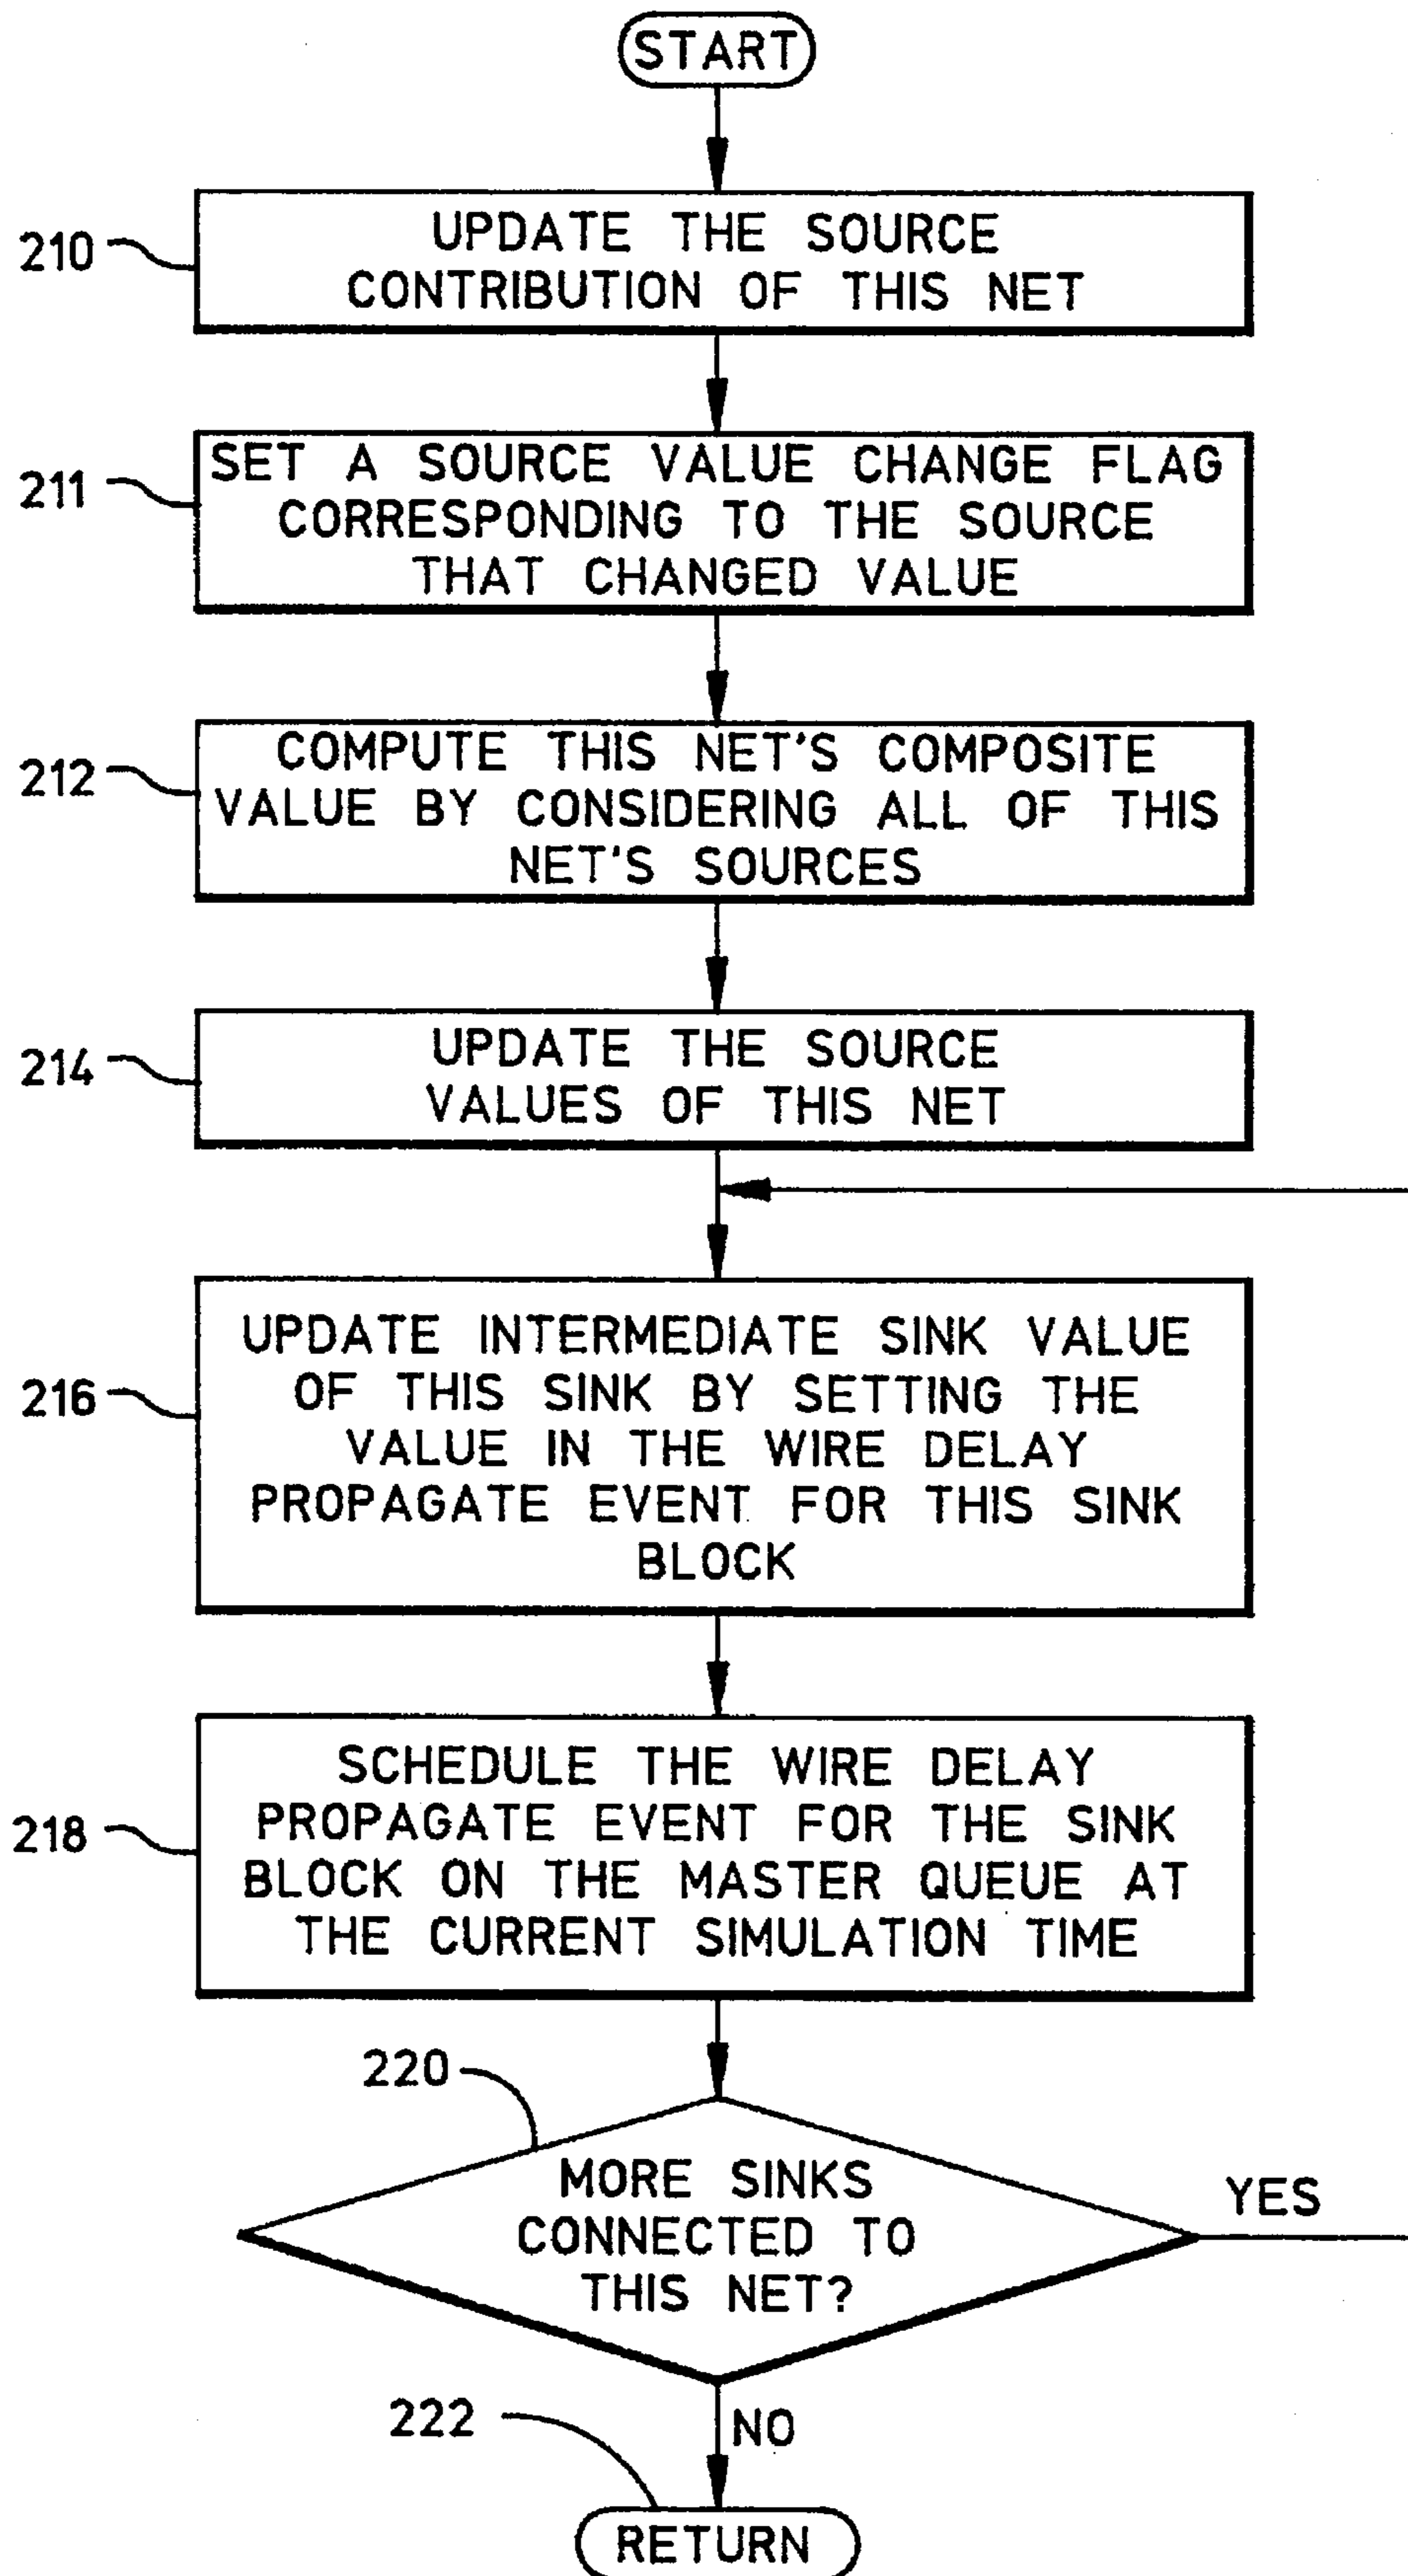 START
210
UPDATE THE SOURCE
CONTRIBUTION OF THIS NET
211
SET A SOURCE VALUE CHANGE FLAG
CORRESPONDING TO THE SOURCE
THAT CHANGED VALUE
212
COMPUTE THIS NET'S COMPOSITE
VALUE BY CONSIDERING ALL OF THIS
NET'S SOURCES
214
UPDATE THE SOURCE
VALUES OF THIS NET
216
UPDATE INTERMEDIATE SINK VALUE
OF THIS SINK BY SETTING THE
VALUE IN THE WIRE DELAY
PROPAGATE EVENT FOR THIS SINK
BLOCK
218
SCHEDULE THE WIRE DELAY
PROPAGATE EVENT FOR THE SINK
BLOCK ON THE MASTER QUEUE AT
THE CURRENT SIMULATION TIME
220
MORE SINKS
CONNECTED TO
THIS NET?
YES
222
NO
RETURN